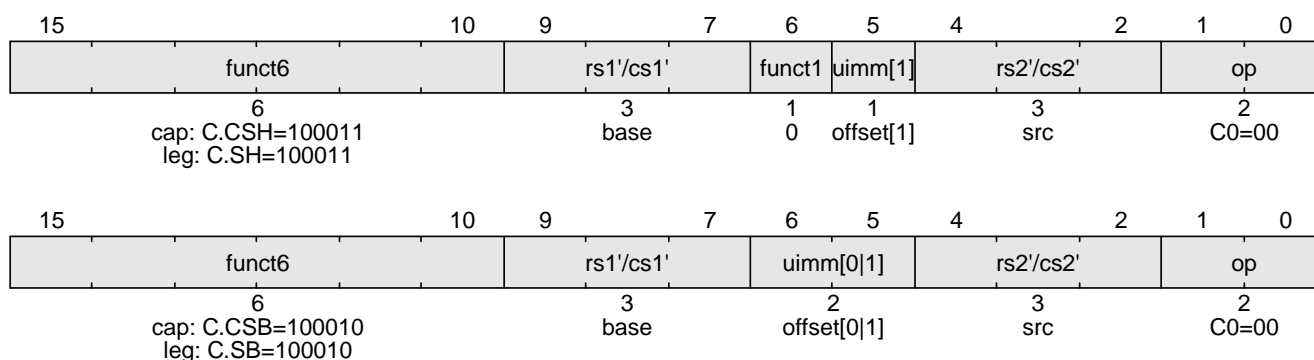 15 10 9 7 6 5 4 2 1 0
funct6 rs1'/cs1' funct1 uimm[1] rs2'/cs2' op
6 3 1 1 3 2
cap: C.CSH=100011 base 0 offset[1] src C0=00
leg: C.SH=100011
15 10 9 7 6 5 4 2 1 0
funct6 rs1'/cs1' uimm[0|1] rs2'/cs2' op
6 3 2 3 2
cap: C.CSB=100010 base offset[0|1] src C0=00
leg: C.SB=100010